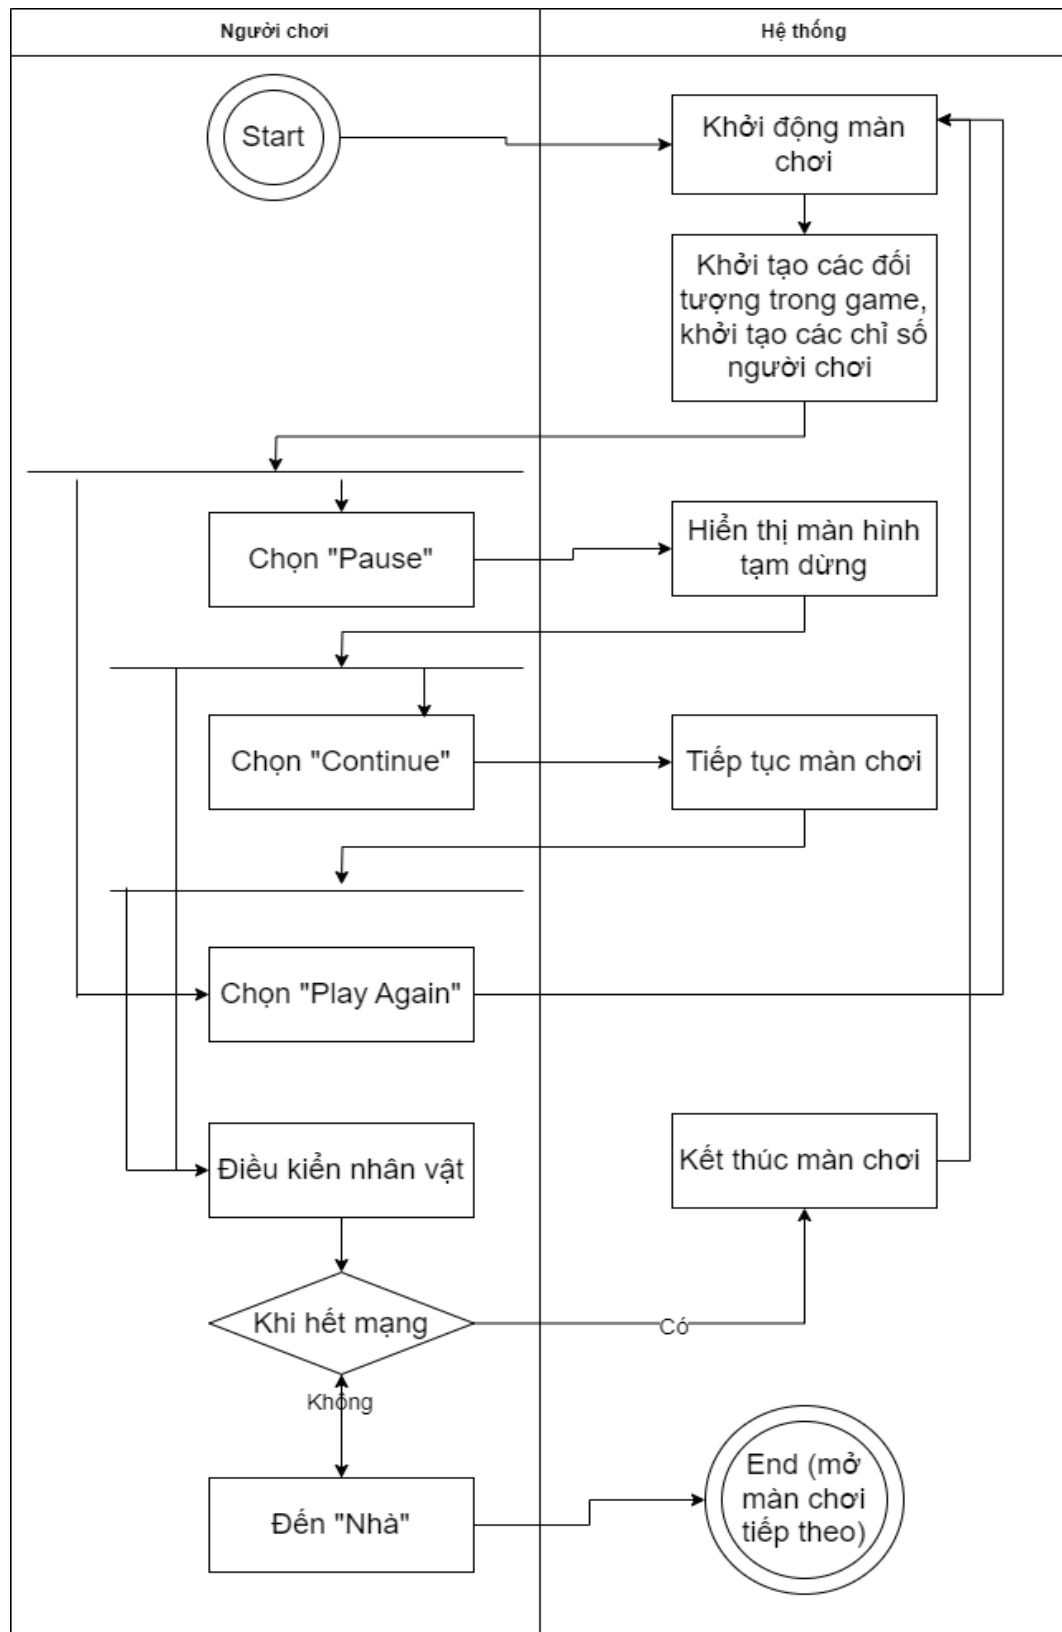 Người chơi
Hệ thống
Start
Khởi động màn
chơi
Khởi tạo các đối
tượng trong game,
khởi tạo các chỉ số
người chơi
Chọn "Pause"
Hiển thị màn hình
tạm dừng
Chọn "Continue"
Tiếp tục màn chơi
Chọn "Play Again"
Điều kiển nhân vật
Kết thúc màn chơi
Khi hết mạng
Có
Không
Đến "Nhà"
End (mở
màn chơi
tiếp theo)